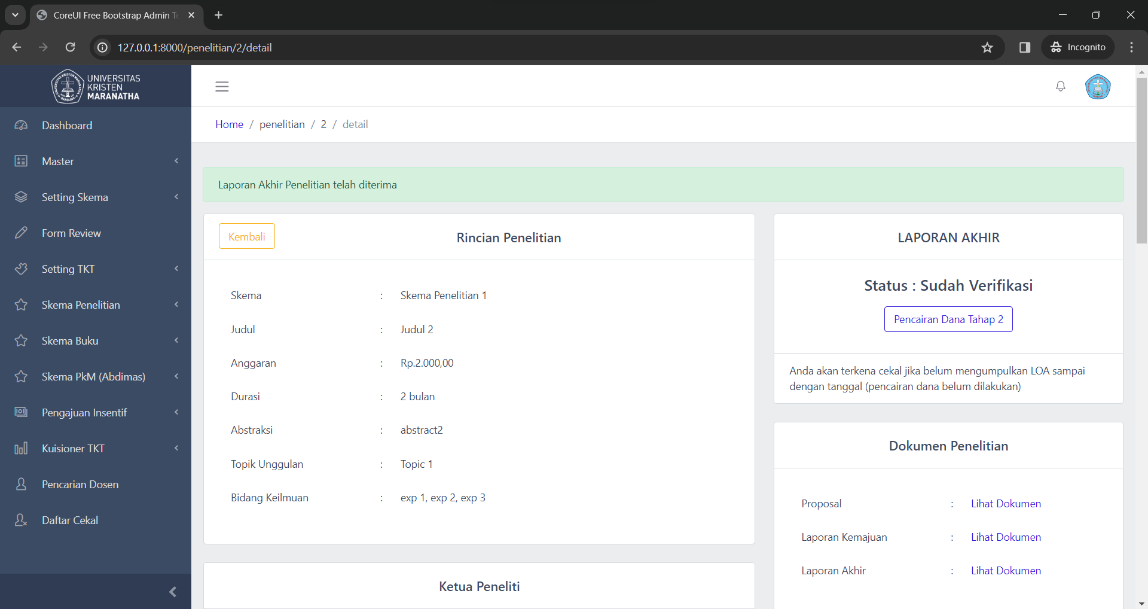 CoreUI Free Bootstrap Admin T
127.0.0.1:8000/penelitian/2/detail
Incognito
UNIVERSITAS
KRISTEN
MARANATHA
Dashboard
Master
Setting Skema
Form Review
Setting TKT
Skema Penelitian
Skema Buku
Skema PkM (Abdimas)
Pengajuan Insentif
Kuisioner TKT
Pencarian Dosen
Daftar Cekal
Home / penelitian / 2 / detail
Laporan Akhir Penelitian telah diterima
Kembali
Rincian Penelitian
Skema : Skema Penelitian 1
Judul : Judul 2
Anggaran : Rp.2.000,00
Durasi : 2 bulan
Abstraksi : abstract2
Topik Unggulan : Topic 1
Bidang Keilmuan : exp 1, exp 2, exp 3
Ketua Peneliti
LAPORAN AKHIR
Status : Sudah Verifikasi
Pencairan Dana Tahap 2
Anda akan terkena cekal jika belum mengumpulkan LOA sampai
dengan tanggal (pencairan dana belum dilakukan)
Dokumen Penelitian
Proposal : Lihat Dokumen
Laporan Kemajuan : Lihat Dokumen
Laporan Akhir : Lihat Dokumen